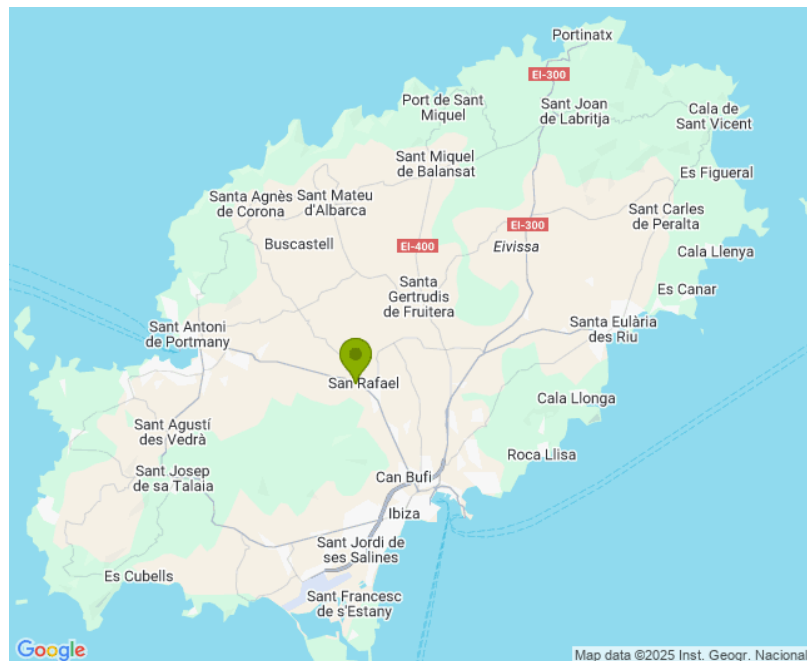 Portinatx
EI-300
Port de Sant
Miquel
Sant Joan
de Labritja
Cala de
Sant Vicent
Sant Miquel
de Balansat
Es Figueral
Santa Agnès
de Corona
Sant Mateu
d'Albarca
Sant Carles
de Peralta
EI-300
Buscastell
EI-400
Eivissa
Cala Llenya
Santa
Gertrudis
de Fruitera
Es Canar
Sant Antoni
de Portmany
Santa Eulària
des Riu
San Rafael
Cala Llonga
Sant Agustí
des Vedrà
Roca Llisa
Sant Josep
de sa Talaia
Can Bufi
Ibiza
Sant Jordi de
ses Salines
Es Cubells
Sant Francesc
de s'Estany
Google
Map data ©2025 Inst. Geogr. Nacional